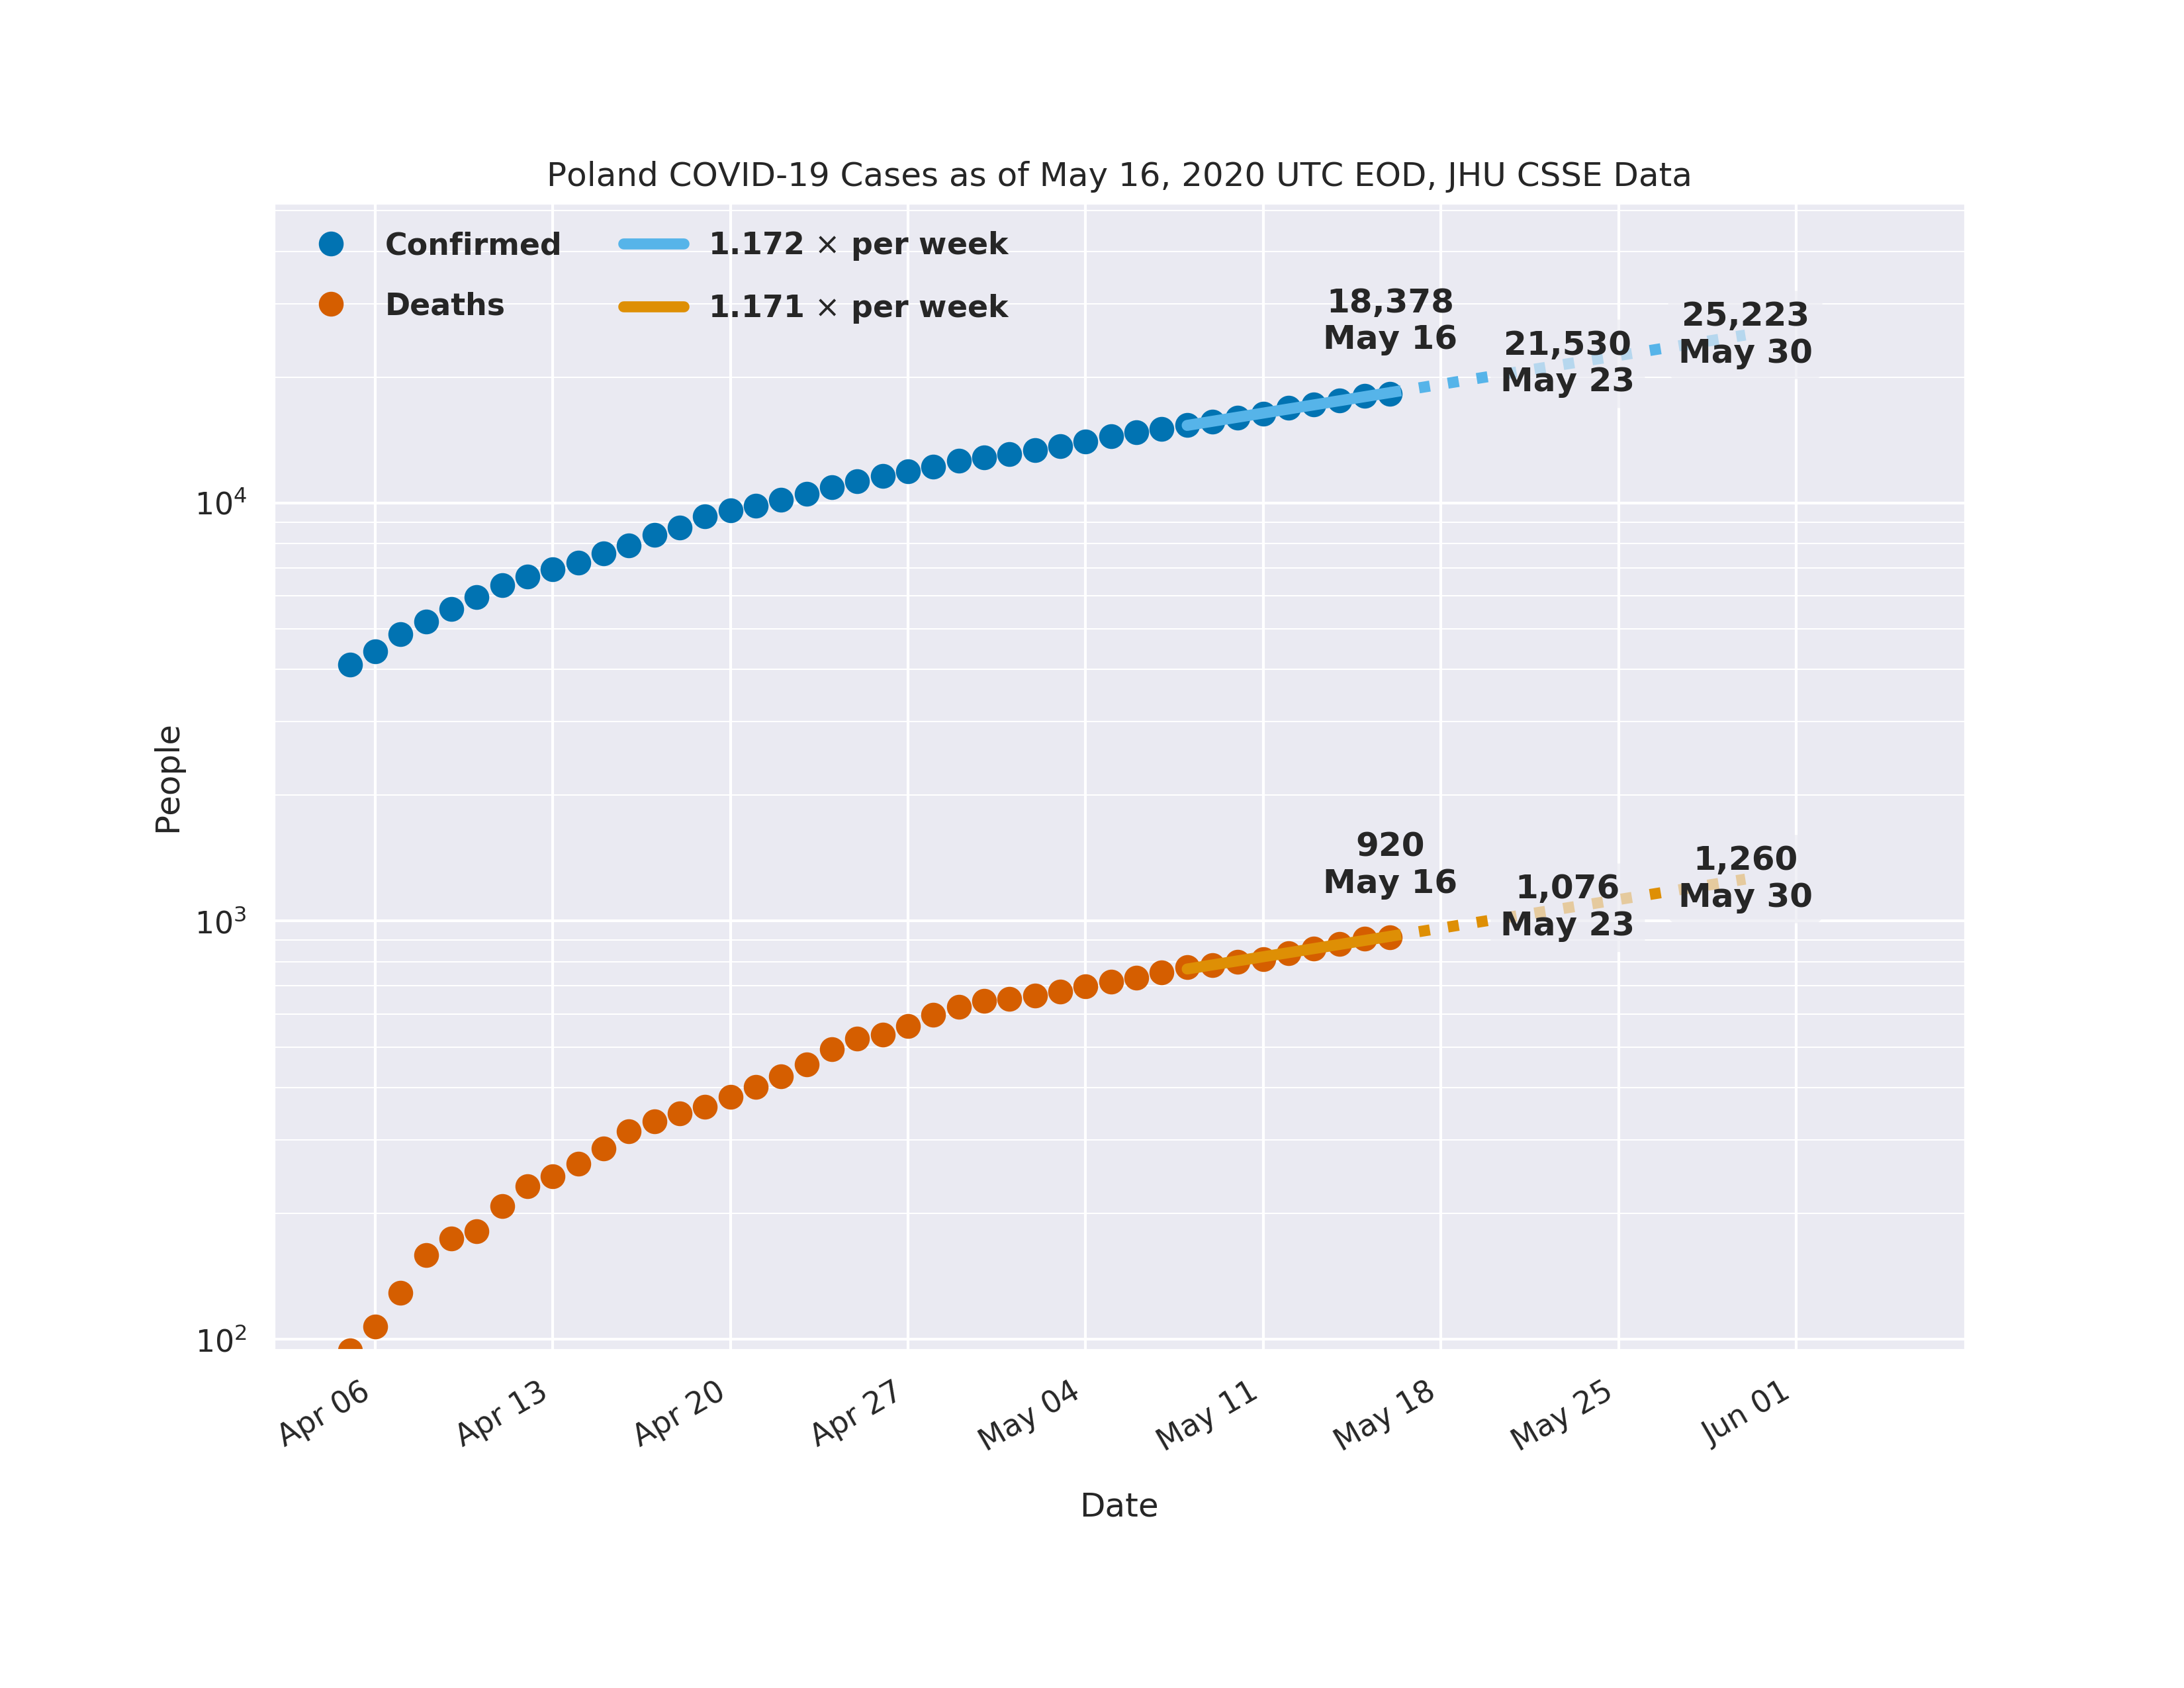 Poland COVID-19 Cases as of May 16, 2020 UTC EOD, JHU CSSE Data
Confirmed
Deaths
1.172 × per week
1.171 × per week
18,378
May 16
21,530
May 23
25,223
May 30
920
May 16
1,076
May 23
1,260
May 30
People
10⁴
10³
10²
Apr 06
Apr 13
Apr 20
Apr 27
May 04
May 11
May 18
May 25
Jun 01
Date